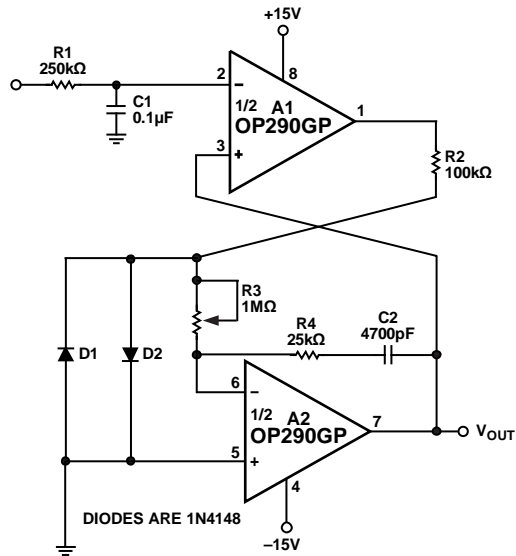 +15V
R1
250kΩ
2
–
8
C1
0.1µF
1/2
A1
OP290GP
1
3
+
R2
100kΩ
R3
1MΩ
R4
25kΩ
C2
4700pF
D1
D2
6
–
1/2
A2
OP290GP
7
VOUT
5
+
4
DIODES ARE 1N4148
–15V